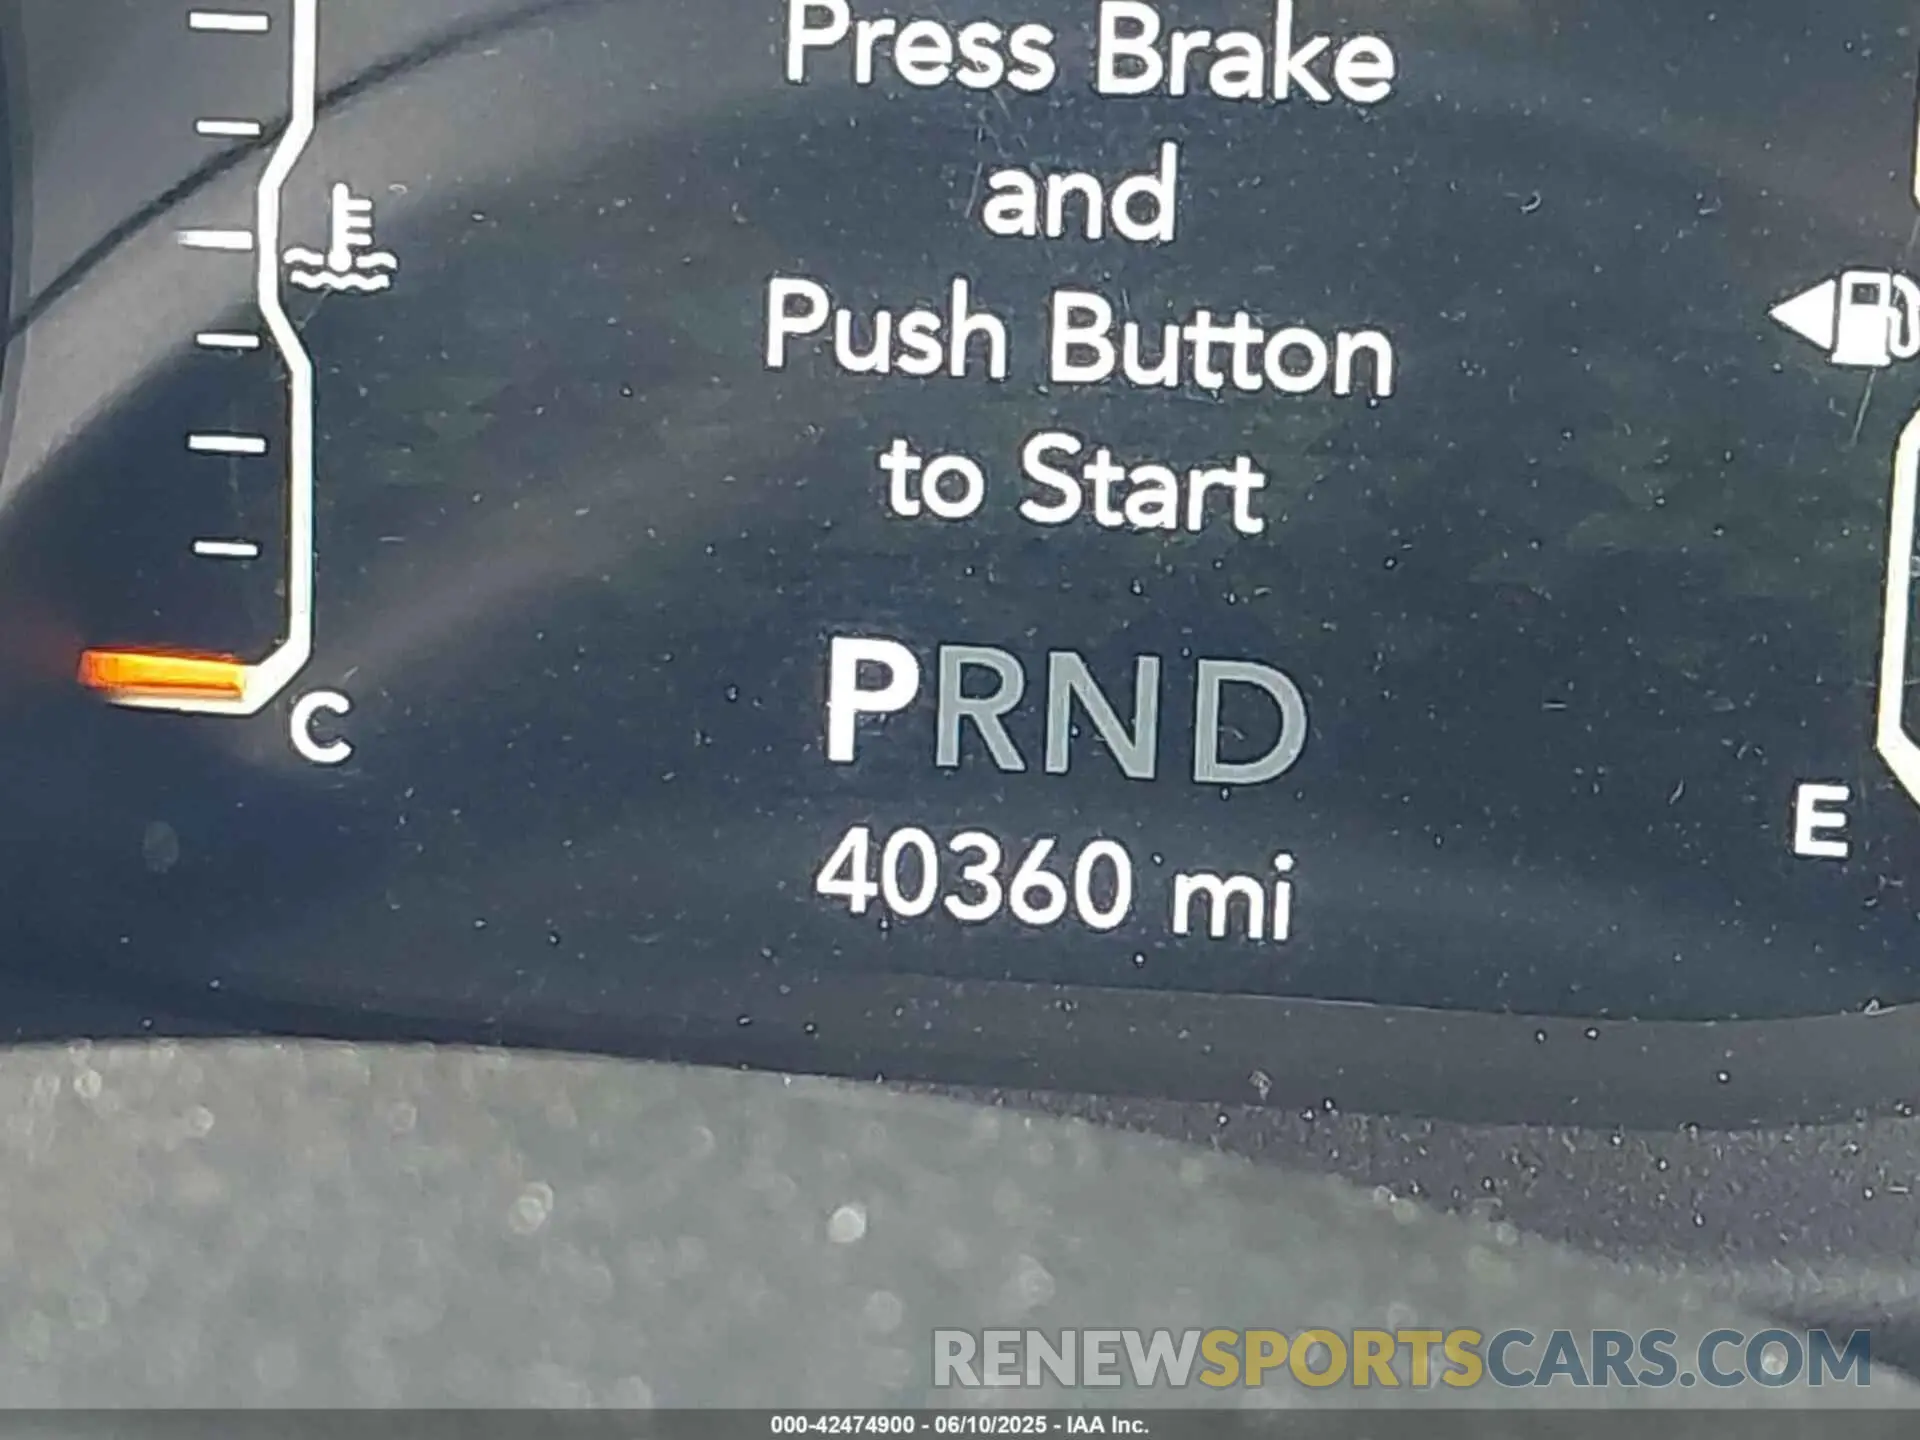 Press Brake
and
Push Button
to Start
PRND
C
E
40360 mi
RENEWSPORTSCARS.COM
000-42474900 - 06/10/2025 - IAA Inc.